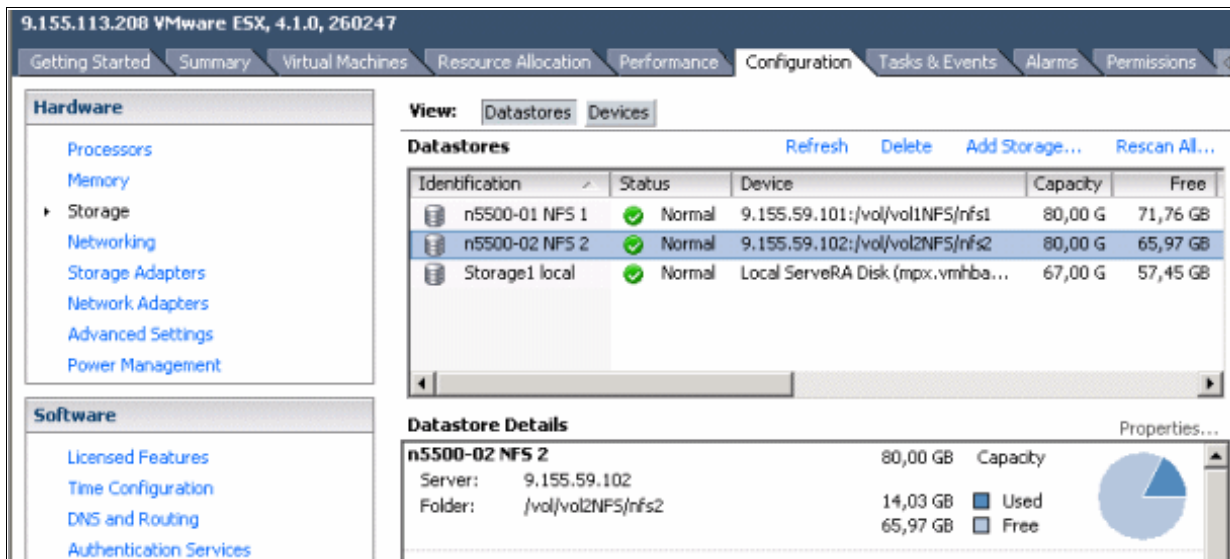 9.155.113.208 VMware ESX, 4.1.0, 260247
Getting Started Summary Virtual Machines Resource Allocation Performance Configuration Tasks & Events Alarms Permissions
Hardware
Processors
Memory
Storage
Networking
Storage Adapters
Network Adapters
Advanced Settings
Power Management
Software
Licensed Features
Time Configuration
DNS and Routing
Authentication Services
View: Datastores Devices
Datastores Refresh Delete Add Storage... Rescan All...
Identification Status Device Capacity Free
n5500-01 NFS 1 Normal 9.155.59.101:/vol/vol1NFS/nfs1 80,00 G 71,76 GB
n5500-02 NFS 2 Normal 9.155.59.102:/vol/vol2NFS/nfs2 80,00 G 65,97 GB
Storage1 local Normal Local ServeRA Disk (mpx.vmhba... 67,00 G 57,45 GB
Datastore Details Properties...
n5500-02 NFS 2 80,00 GB Capacity
Server: 9.155.59.102
Folder: /vol/vol2NFS/nfs2
14,03 GB Used
65,97 GB Free